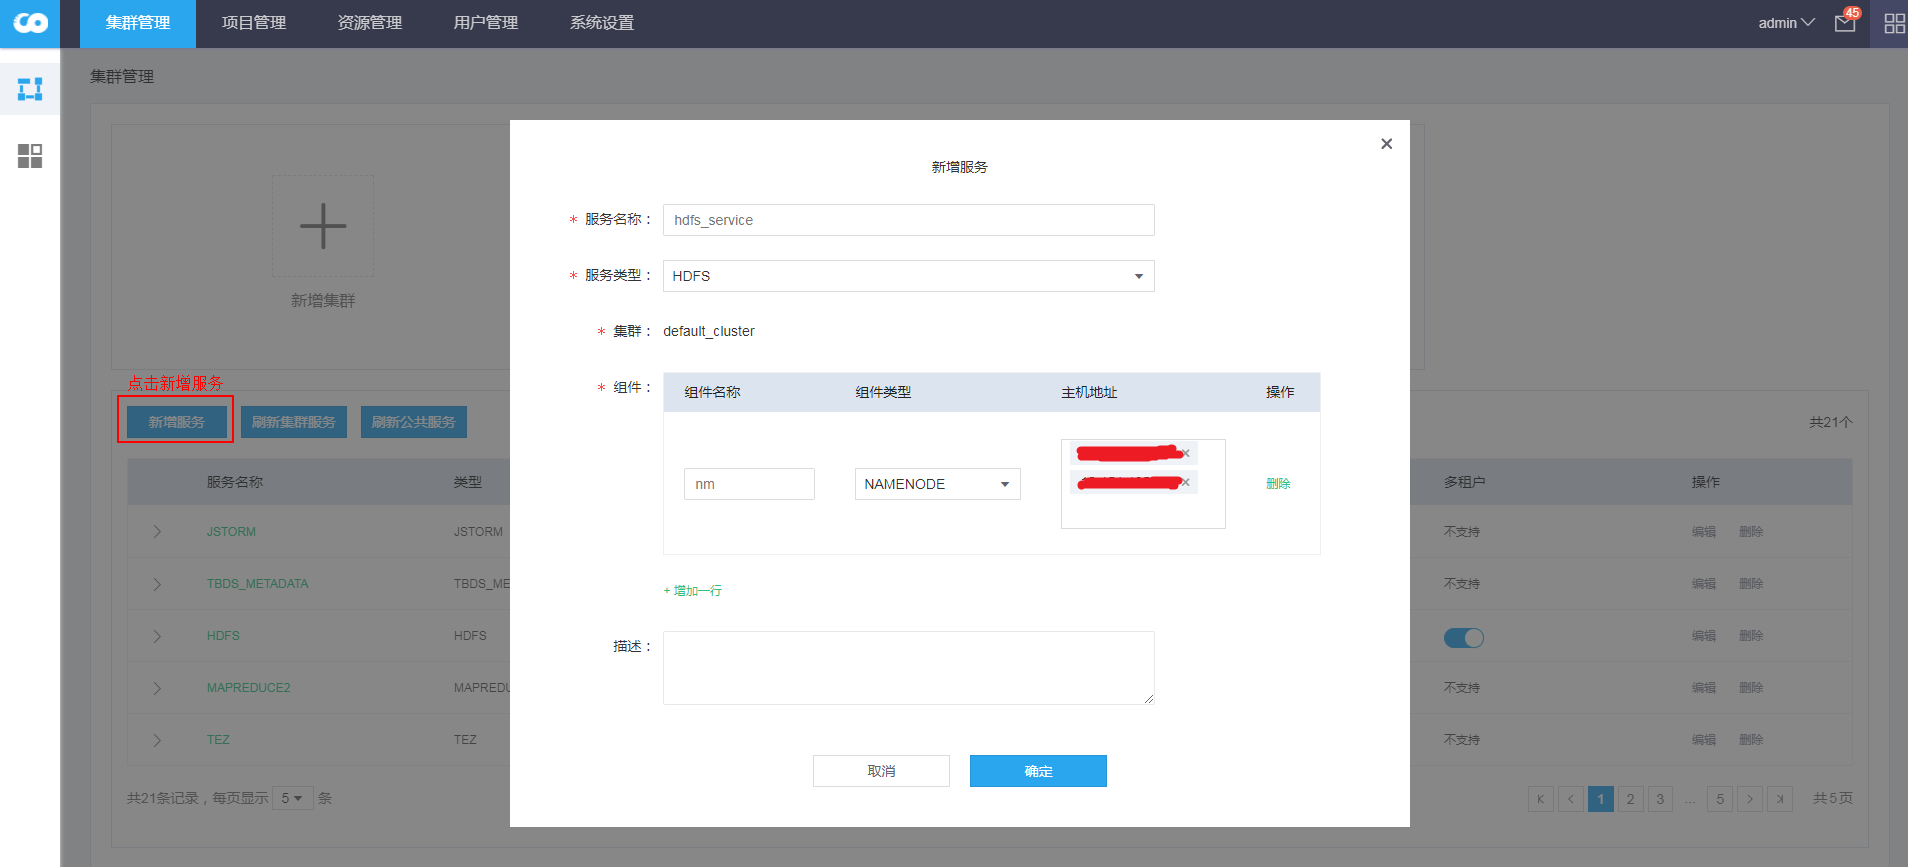 集群管理 项目管理 资源管理 用户管理 系统设置 admin 45
集群管理
新增集群
点击新增服务
新增服务 刷新集群服务 刷新公共服务 共21个
服务名称 类型 多租户 操作
JSTORM JSTORM 不支持 编辑 删除
TBDS_METADATA TBDS_ME 不支持 编辑 删除
HDFS HDFS 编辑 删除
MAPREDUCE2 MAPREDU 不支持 编辑 删除
TEZ TEZ 不支持 编辑 删除
共21条记录，每页显示 5 条 1 2 3 ... 5 共5页
新增服务
* 服务名称： hdfs_service
* 服务类型： HDFS
* 集群： default_cluster
* 组件： 组件名称 组件类型 主机地址 操作
nm NAMENODE 删除
+ 增加一行
描述：
取消 确定